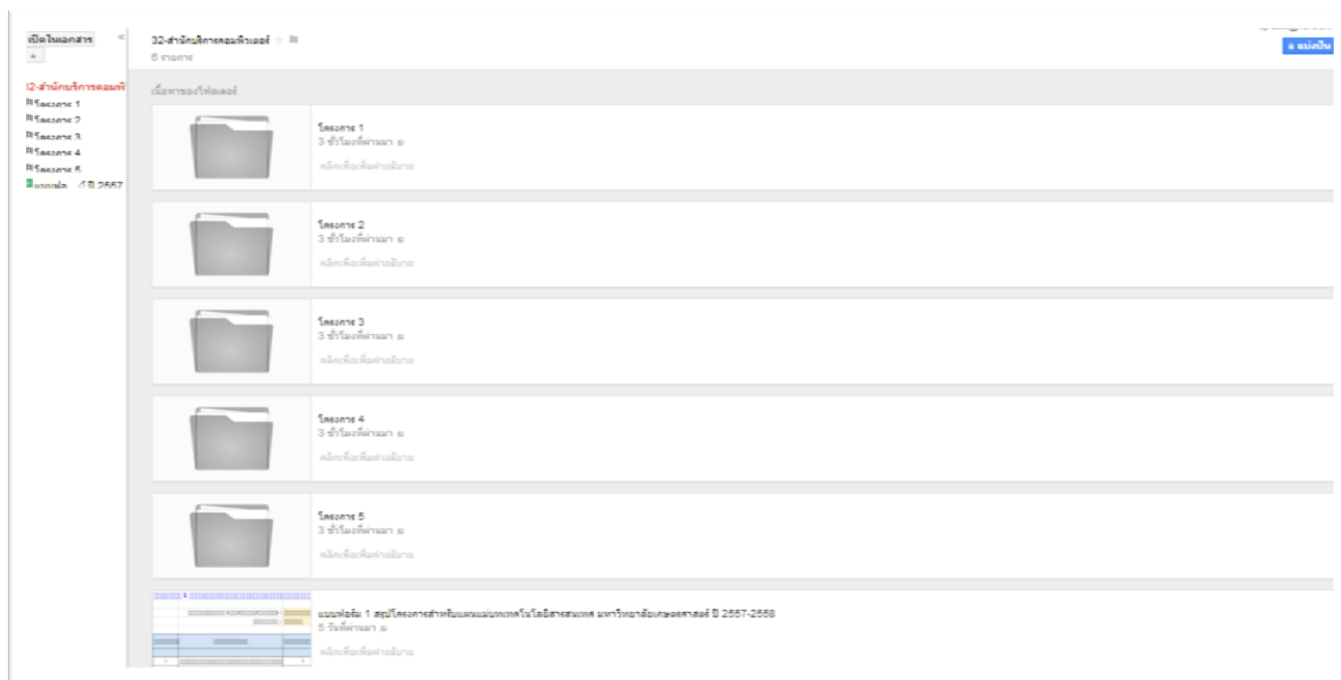 เปิดในเอกสาร
32-สำนักบริการคอมพิวเตอร์
6 รายการ
แบ่งปัน
32-สำนักบริการคอมพิ
โครงการ 1
โครงการ 2
โครงการ 3
โครงการ 4
โครงการ 5
ปี 2557
เนื้อหาของโฟลเดอร์
โครงการ 1
3 ชั่วโมงที่ผ่านมา
คลิกเพื่อเพิ่มคำอธิบาย
โครงการ 2
3 ชั่วโมงที่ผ่านมา
คลิกเพื่อเพิ่มคำอธิบาย
โครงการ 3
3 ชั่วโมงที่ผ่านมา
คลิกเพื่อเพิ่มคำอธิบาย
โครงการ 4
3 ชั่วโมงที่ผ่านมา
คลิกเพื่อเพิ่มคำอธิบาย
โครงการ 5
3 ชั่วโมงที่ผ่านมา
คลิกเพื่อเพิ่มคำอธิบาย
แบบฟอร์ม 1 สรุปโครงการสำหรับแผนแม่บทเทคโนโลยีสารสนเทศ มหาวิทยาลัยเกษตรศาสตร์ ปี 2557-2558
6 วันที่ผ่านมา
คลิกเพื่อเพิ่มคำอธิบาย